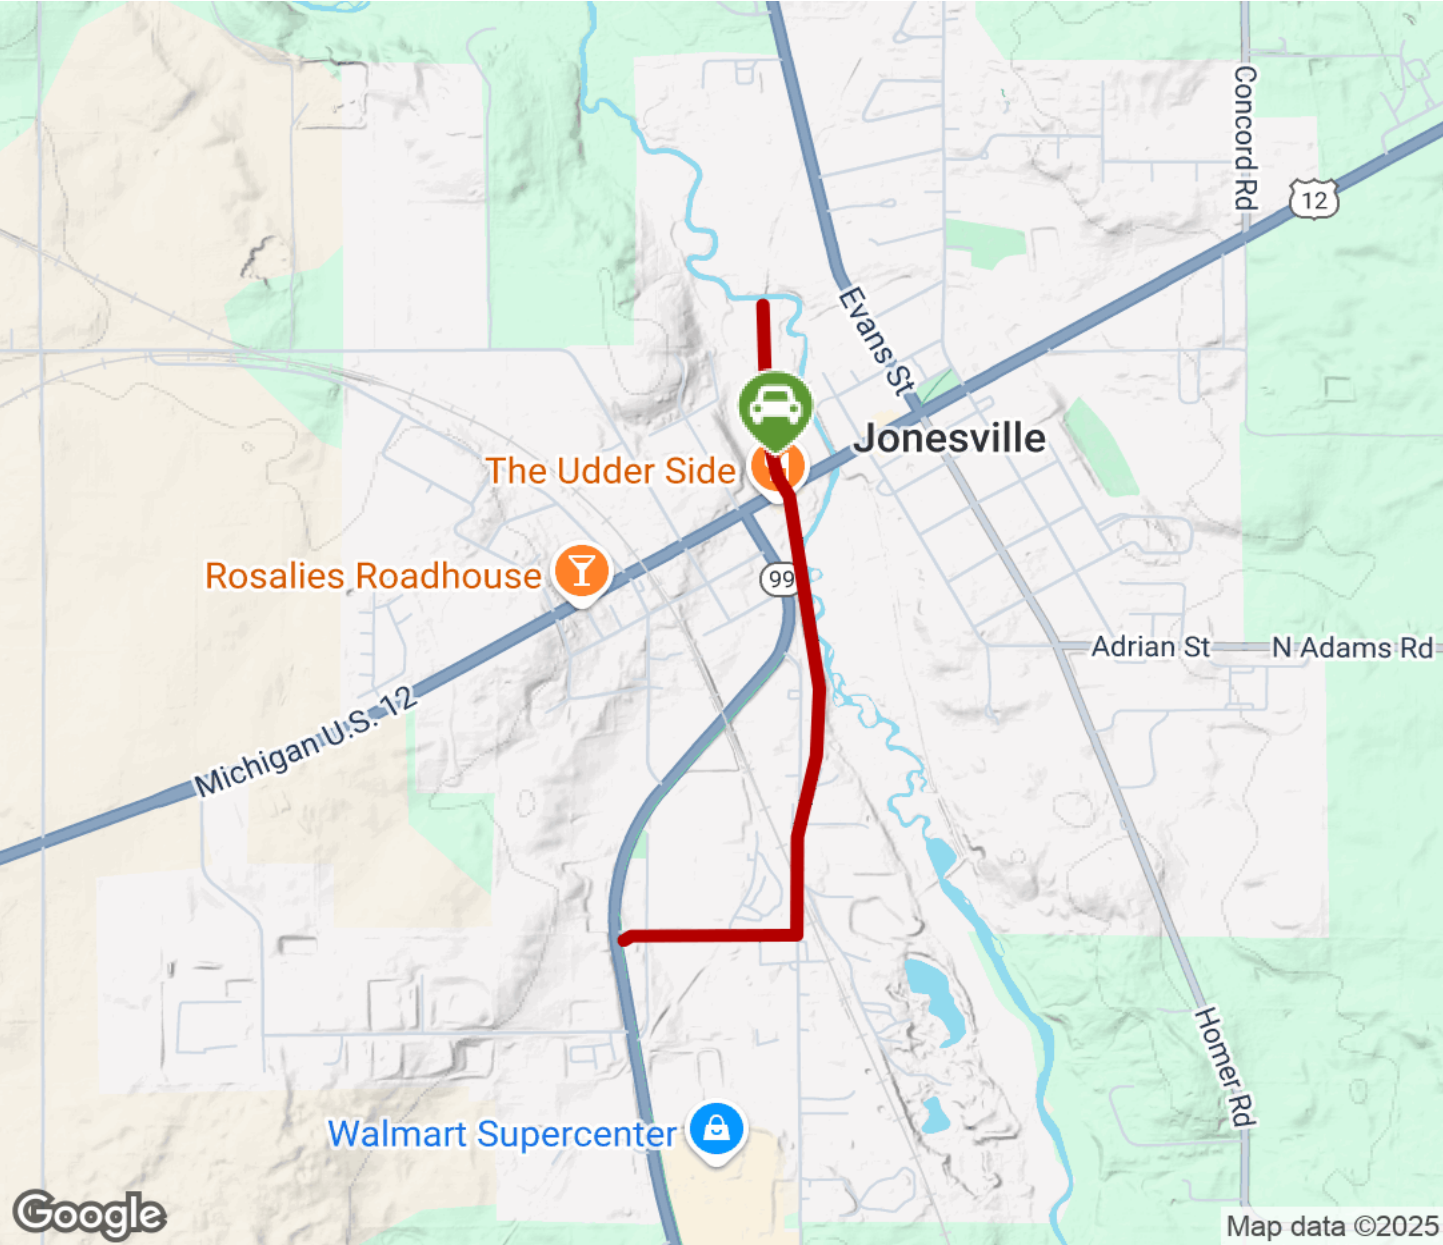 Concord Rd
12
Evans St
Jonesville
The Udder Side
Rosalies Roadhouse
99
Adrian St
N Adams Rd
Michigan U.S. 12
Homer Rd
Walmart Supercenter
Google
Map data ©2025